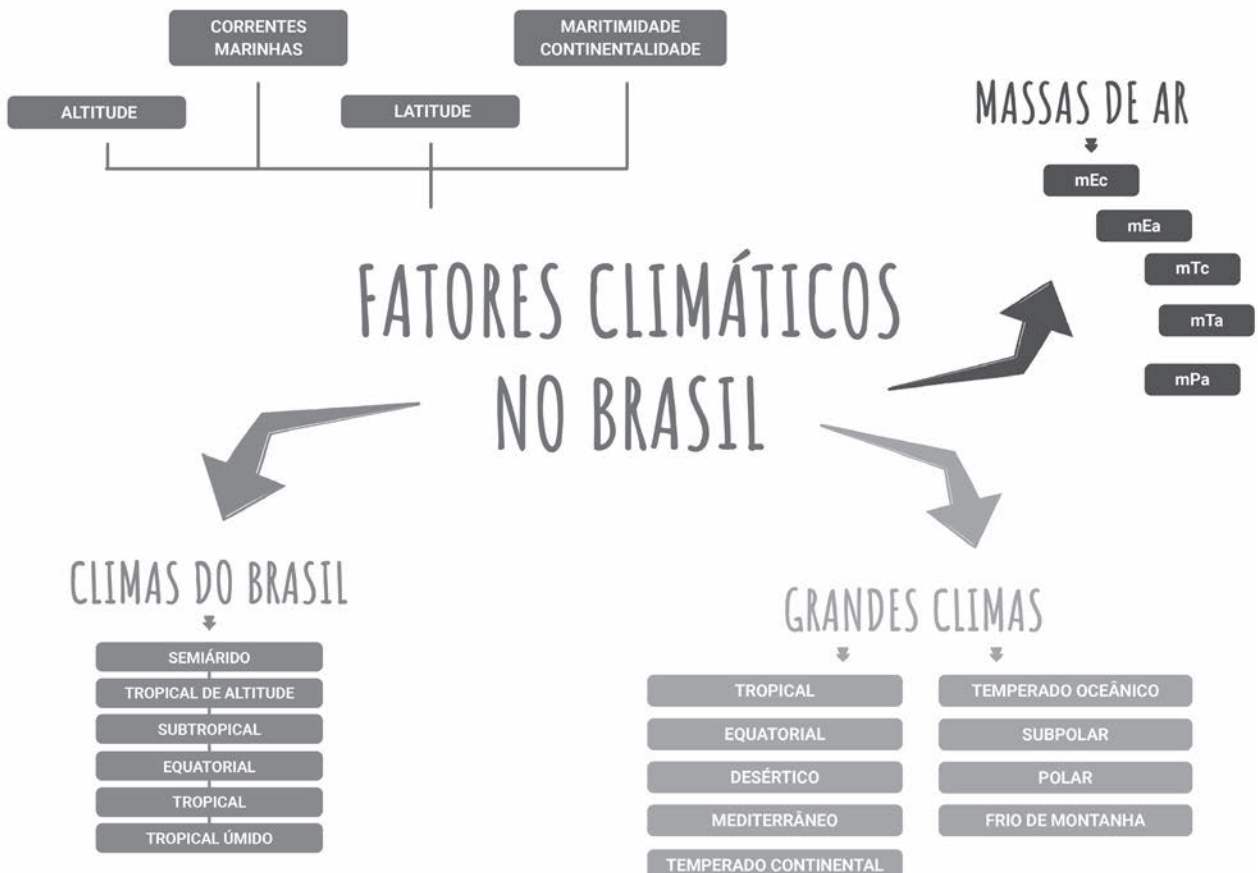 CORRENTES
MARINHAS
MARITIMIDADE
CONTINENTALIDADE
ALTITUDE
LATITUDE
MASSAS DE AR
mEc
mEa
mTc
mTa
mPa
FATORES CLIMÁTICOS
NO BRASIL
CLIMAS DO BRASIL
SEMIÁRIDO
TROPICAL DE ALTITUDE
SUBTROPICAL
EQUATORIAL
TROPICAL
TROPICAL ÚMIDO
GRANDES CLIMAS
TROPICAL
EQUATORIAL
DESÉRTICO
MEDITERRÂNEO
TEMPERADO CONTINENTAL
TEMPERADO OCEÂNICO
SUBPOLAR
POLAR
FRIO DE MONTANHA